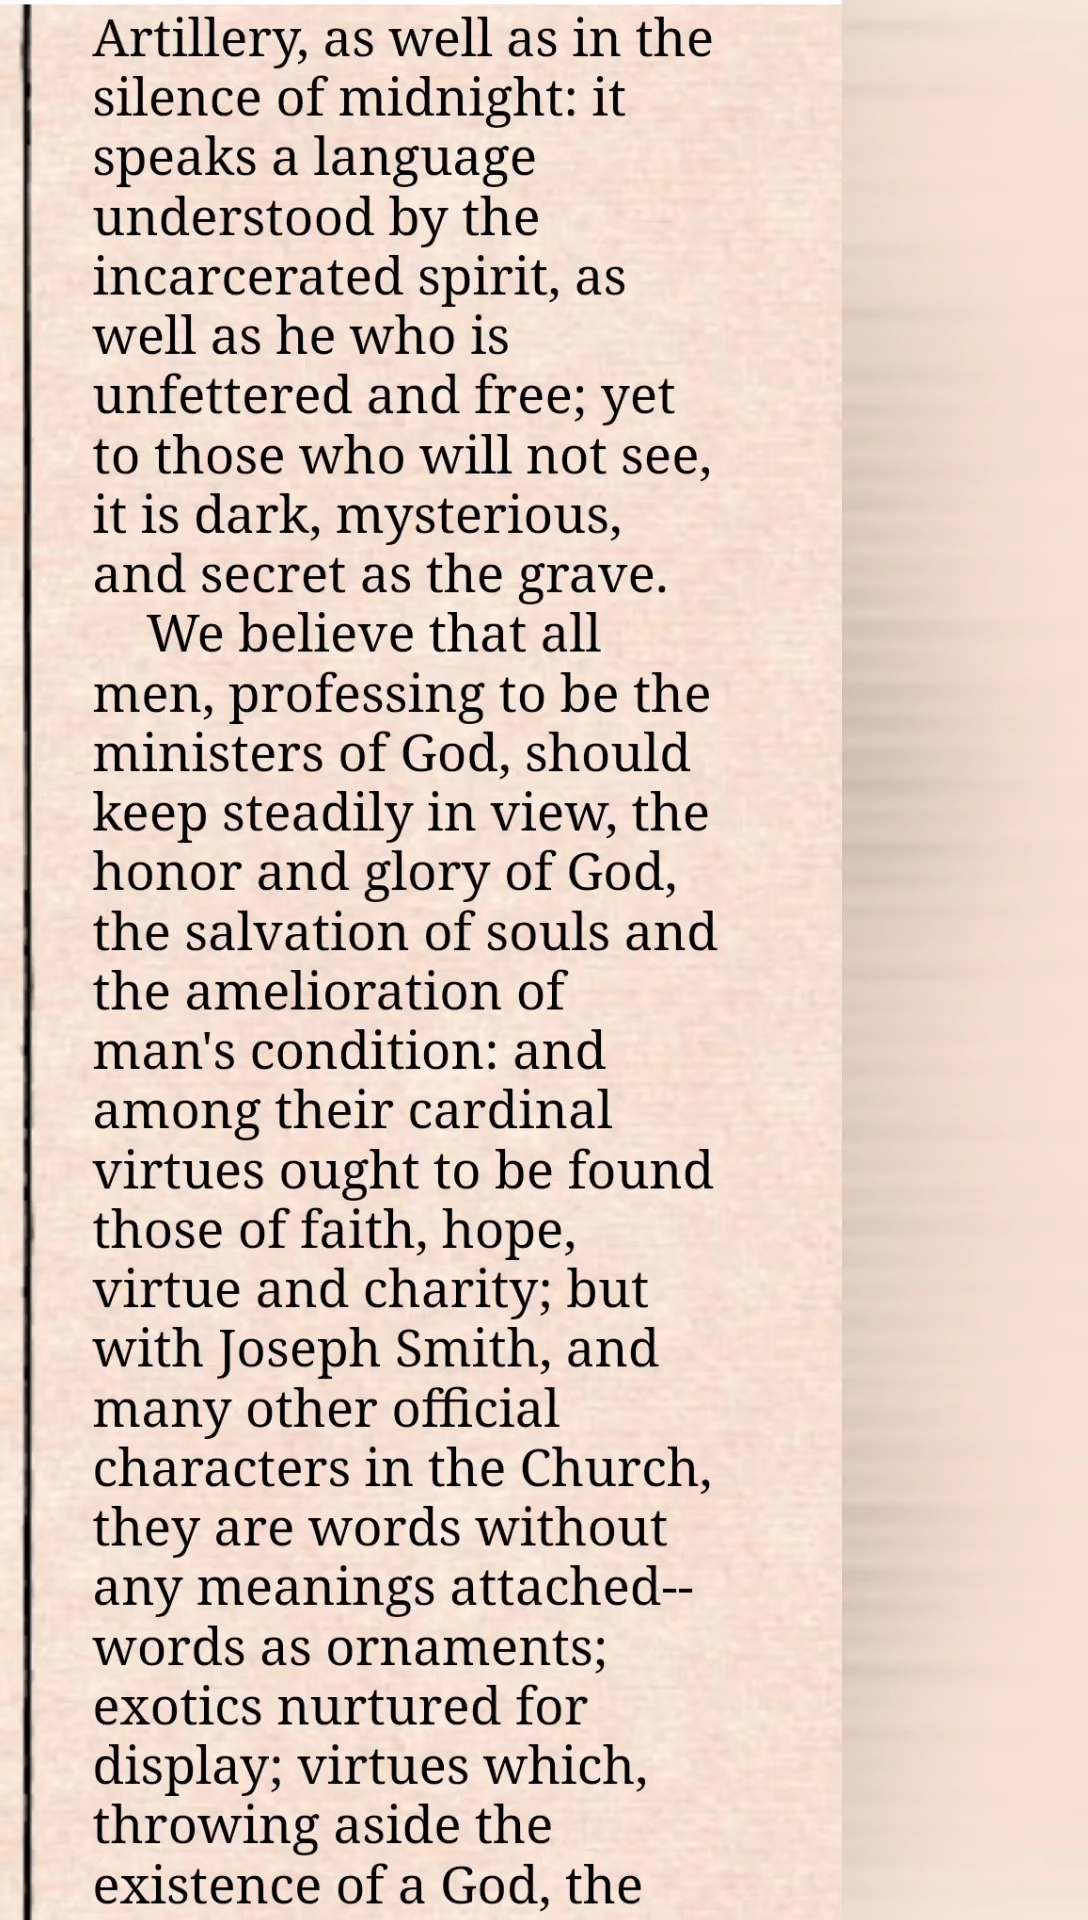 Artillery, as well as in the
silence of midnight: it
speaks a language
understood by the
incarcerated spirit, as
well as he who is
unfettered and free; yet
to those who will not see,
it is dark, mysterious,
and secret as the grave.
We believe that all
men, professing to be the
ministers of God, should
keep steadily in view, the
honor and glory of God,
the salvation of souls and
the amelioration of
man's condition: and
among their cardinal
virtues ought to be found
those of faith, hope,
virtue and charity; but
with Joseph Smith, and
many other official
characters in the Church,
they are words without
any meanings attached--
words as ornaments;
exotics nurtured for
display; virtues which,
throwing aside the
existence of a God, the